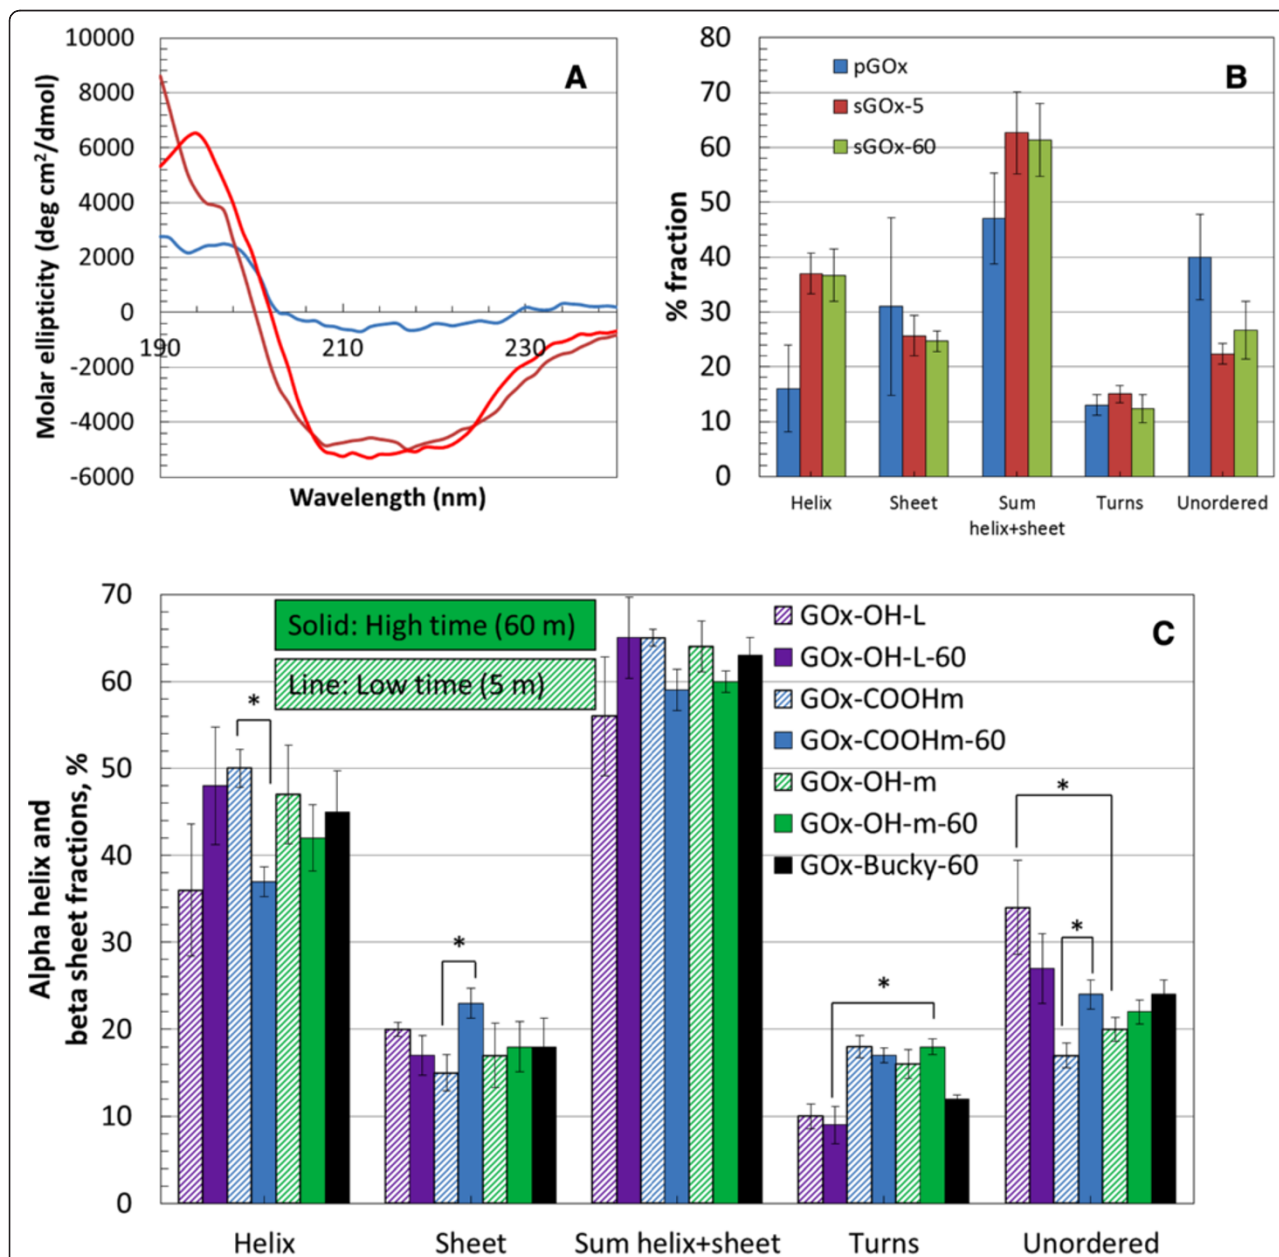 A
Molar ellipticity (deg cm²/dmol)
10000
8000
6000
4000
2000
0
-2000
-4000
-6000
190
210
230
Wavelength (nm)
B
% fraction
80
70
60
50
40
30
20
10
0
pGOx
sGOx-5
sGOx-60
Helix
Sheet
Sum
helix+sheet
Turns
Unordered
C
Alpha helix and
beta sheet fractions, %
70
60
50
40
30
20
10
0
Solid: High time (60 m)
Line: Low time (5 m)
GOx-OH-L
GOx-OH-L-60
GOx-COOHm
GOx-COOHm-60
GOx-OH-m
GOx-OH-m-60
GOx-Bucky-60
*
*
*
*
*
Helix
Sheet
Sum helix+sheet
Turns
Unordered